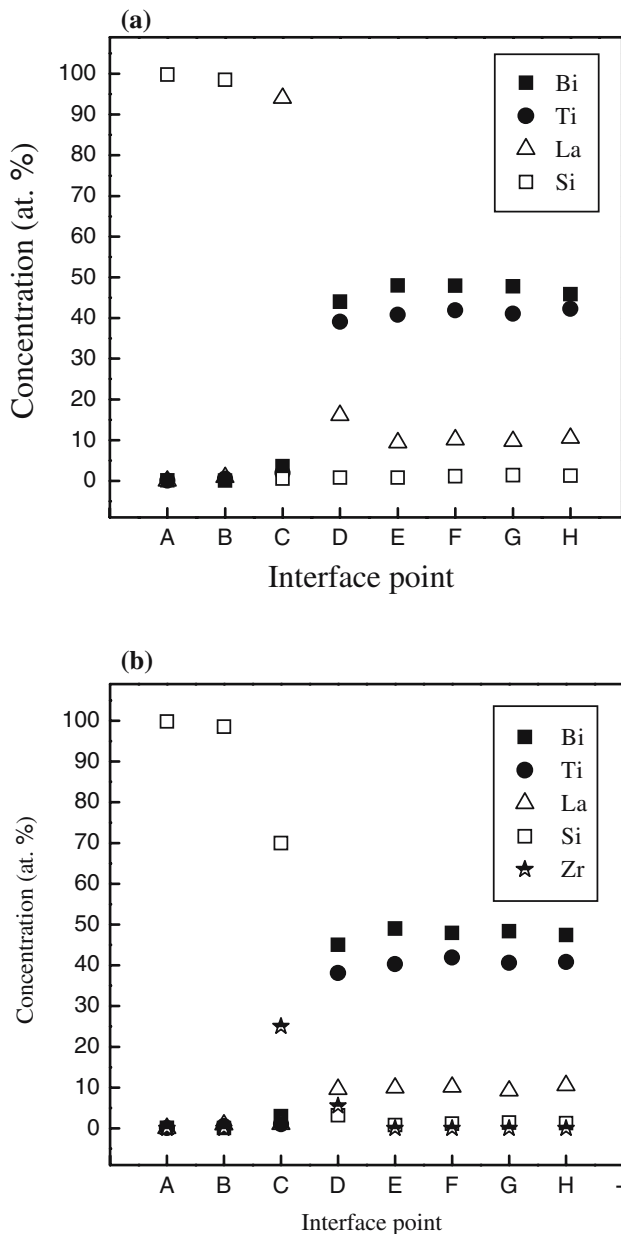 (a)
100
90
80
70
60
50
40
30
20
10
0
Concentration (at. %)
Bi
Ti
La
Si
A B C D E F G H
Interface point
(b)
100
90
80
70
60
50
40
30
20
10
0
Concentration (at. %)
Bi
Ti
La
Si
Zr
A B C D E F G H -
Interface point